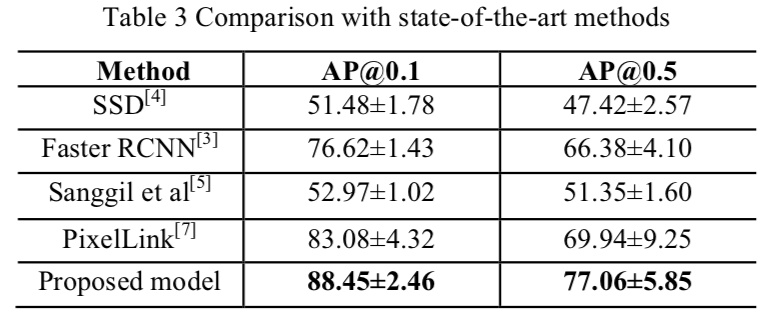 Table 3 Comparison with state-of-the-art methods
Method AP@0.1 AP@0.5
SSD[4] 51.48±1.78 47.42±2.57
Faster RCNN[3] 76.62±1.43 66.38±4.10
Sanggil et al[5] 52.97±1.02 51.35±1.60
PixelLink[7] 83.08±4.32 69.94±9.25
Proposed model 88.45±2.46 77.06±5.85